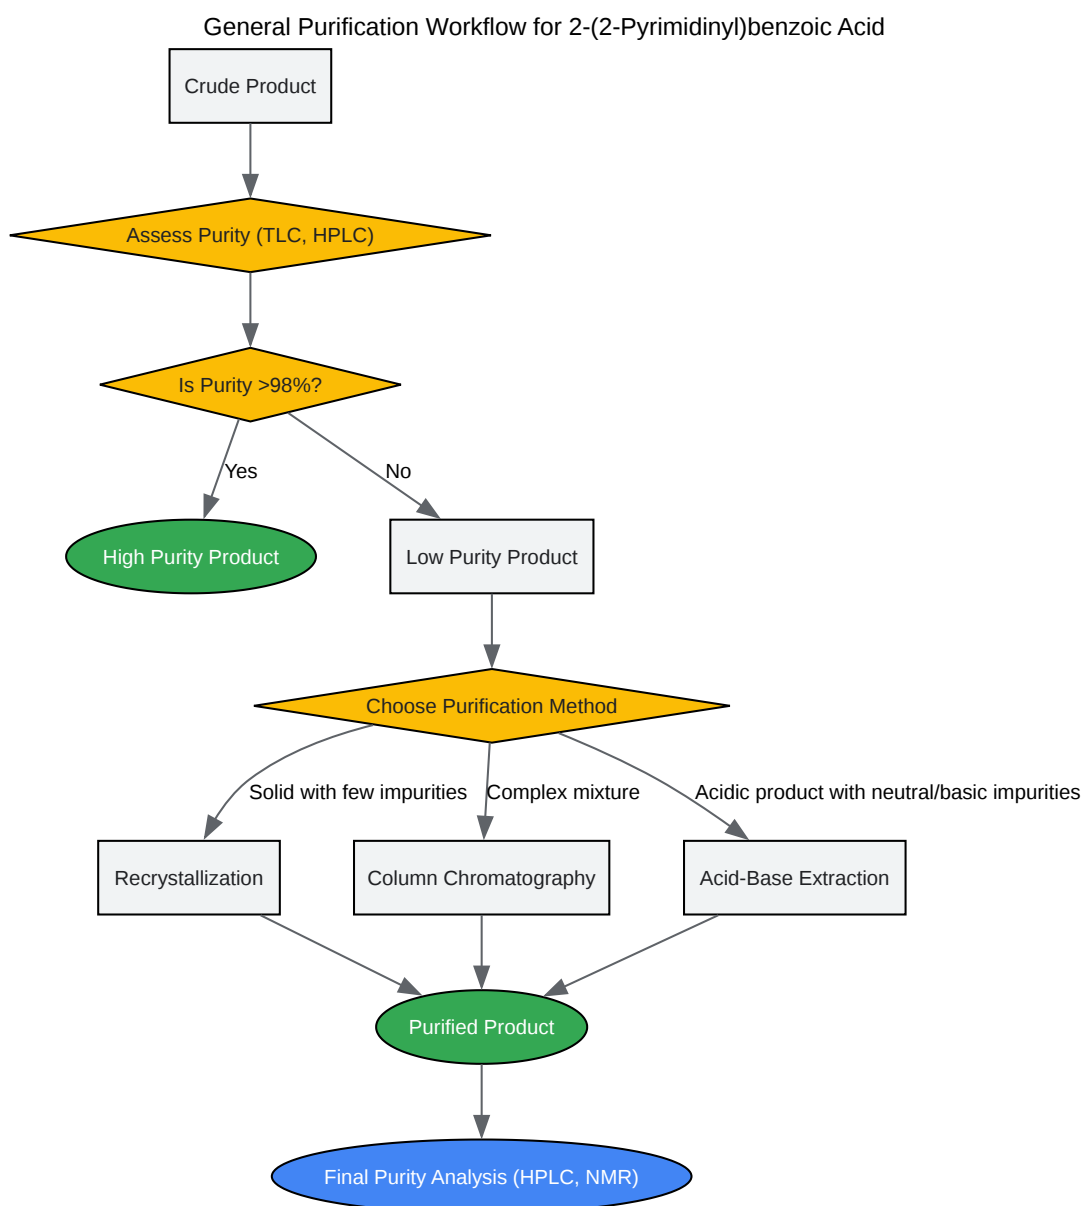 General Purification Workflow for 2-(2-Pyrimidinyl)benzoic Acid
Crude Product
Assess Purity (TLC, HPLC)
Is Purity >98%?
Yes
No
High Purity Product
Low Purity Product
Choose Purification Method
Solid with few impurities
Complex mixture
Acidic product with neutral/basic impurities
Recrystallization
Column Chromatography
Acid-Base Extraction
Purified Product
Final Purity Analysis (HPLC, NMR)